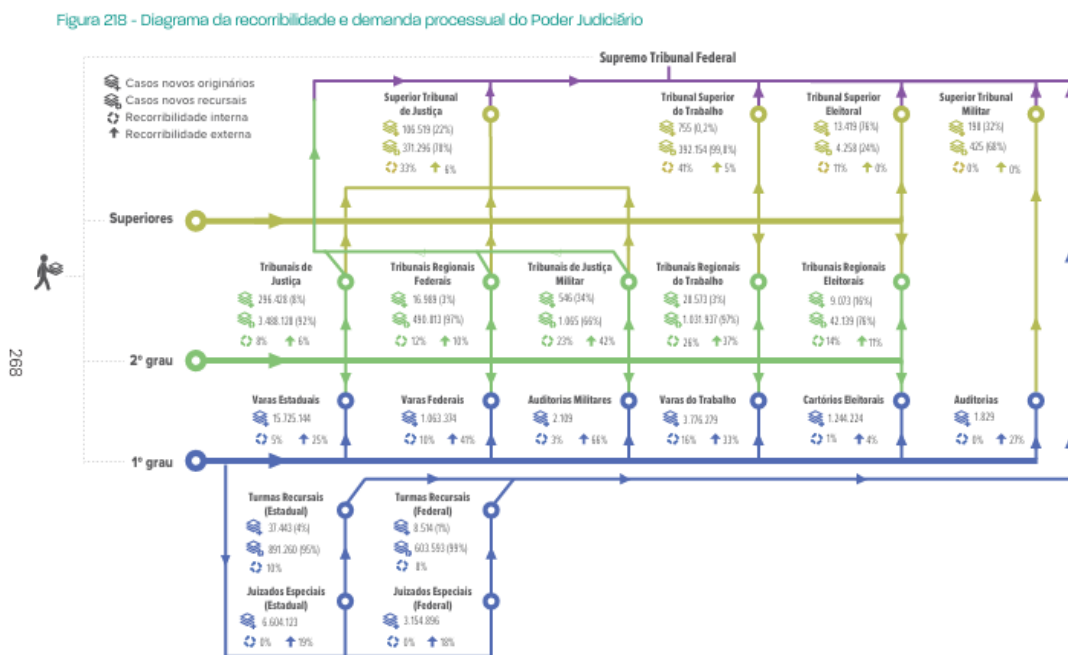 Figura 218 - Diagrama da recorribilidade e demanda processual do Poder Judiciário
Supremo Tribunal Federal
Casos novos originários
Casos novos recursais
Recorribilidade interna
Recorribilidade externa
Superior Tribunal
de Justiça
106.519 (22%)
371.296 (78%)
33% 6%
Tribunal Superior
do Trabalho
755 (0,2%)
392.154 (99,8%)
41% 5%
Tribunal Superior
Eleitoral
13.419 (76%)
4.258 (24%)
11% 0%
Superior Tribunal
Militar
198 (32%)
425 (68%)
0% 0%
Superiores
Tribunais de
Justiça
296.428 (8%)
3.488.128 (92%)
8% 6%
Tribunais Regionais
Federais
16.989 (3%)
490.813 (97%)
12% 10%
Tribunais de Justiça
Militar
546 (34%)
1.065 (66%)
23% 42%
Tribunais Regionais
do Trabalho
28.573 (3%)
1.031.937 (97%)
26% 37%
Tribunais Regionais
Eleitorais
9.073 (16%)
42.139 (76%)
14% 11%
268
2º grau
Varas Estaduais
15.725.144
5% 25%
Varas Federais
1.063.374
10% 41%
Auditorias Militares
2.109
3% 66%
Varas do Trabalho
3.776.279
16% 33%
Cartórios Eleitorais
1.244.224
1% 4%
Auditorias
1.829
0% 27%
1º grau
Turmas Recursais
(Estadual)
37.443 (4%)
891.260 (95%)
10%
Turmas Recursais
(Federal)
8.514 (1%)
603.593 (99%)
8%
Juizados Especiais
(Estadual)
6.604.123
0% 19%
Juizados Especiais
(Federal)
3.154.896
0% 18%